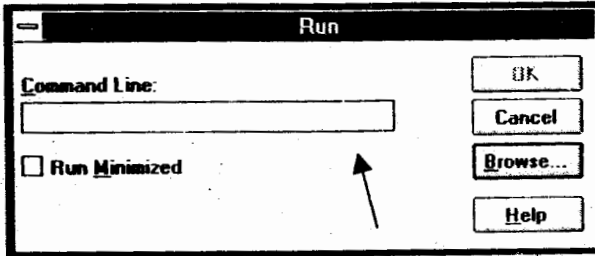 Run
Command Line:
OK
Cancel
Run Minimized
Browse...
Help